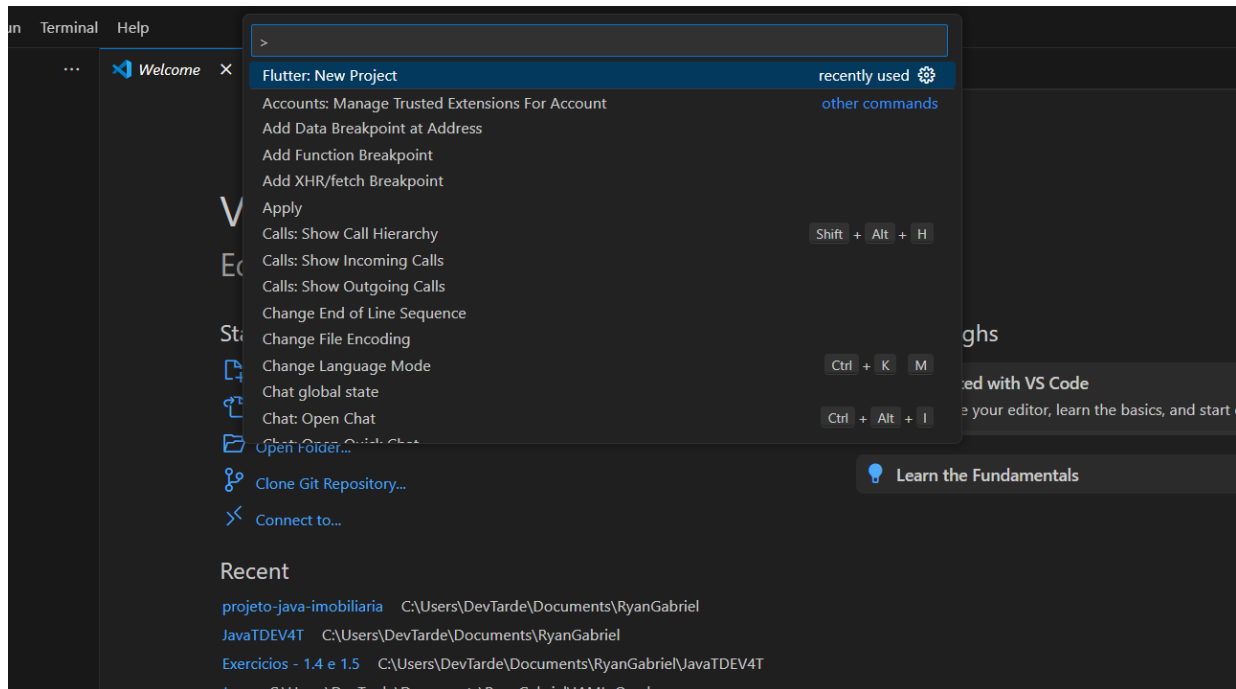 Terminal Help
>
Welcome
Flutter: New Project recently used
Accounts: Manage Trusted Extensions For Account other commands
Add Data Breakpoint at Address
Add Function Breakpoint
Add XHR/fetch Breakpoint
Apply
Calls: Show Call Hierarchy Shift + Alt + H
Calls: Show Incoming Calls
Calls: Show Outgoing Calls
Change End of Line Sequence
Change File Encoding
Change Language Mode Ctrl + K M
Chat global state
Chat: Open Chat Ctrl + Alt + I
Chat: Open Quick Chat
ed with VS Code
your editor, learn the basics, and start
Open Folder...
Clone Git Repository...
Learn the Fundamentals
Connect to...
Recent
projeto-java-imobiliaria C:\Users\DevTarde\Documents\RyanGabriel
JavaTDEV4T C:\Users\DevTarde\Documents\RyanGabriel
Exercicios - 1.4 e 1.5 C:\Users\DevTarde\Documents\RyanGabriel\JavaTDEV4T